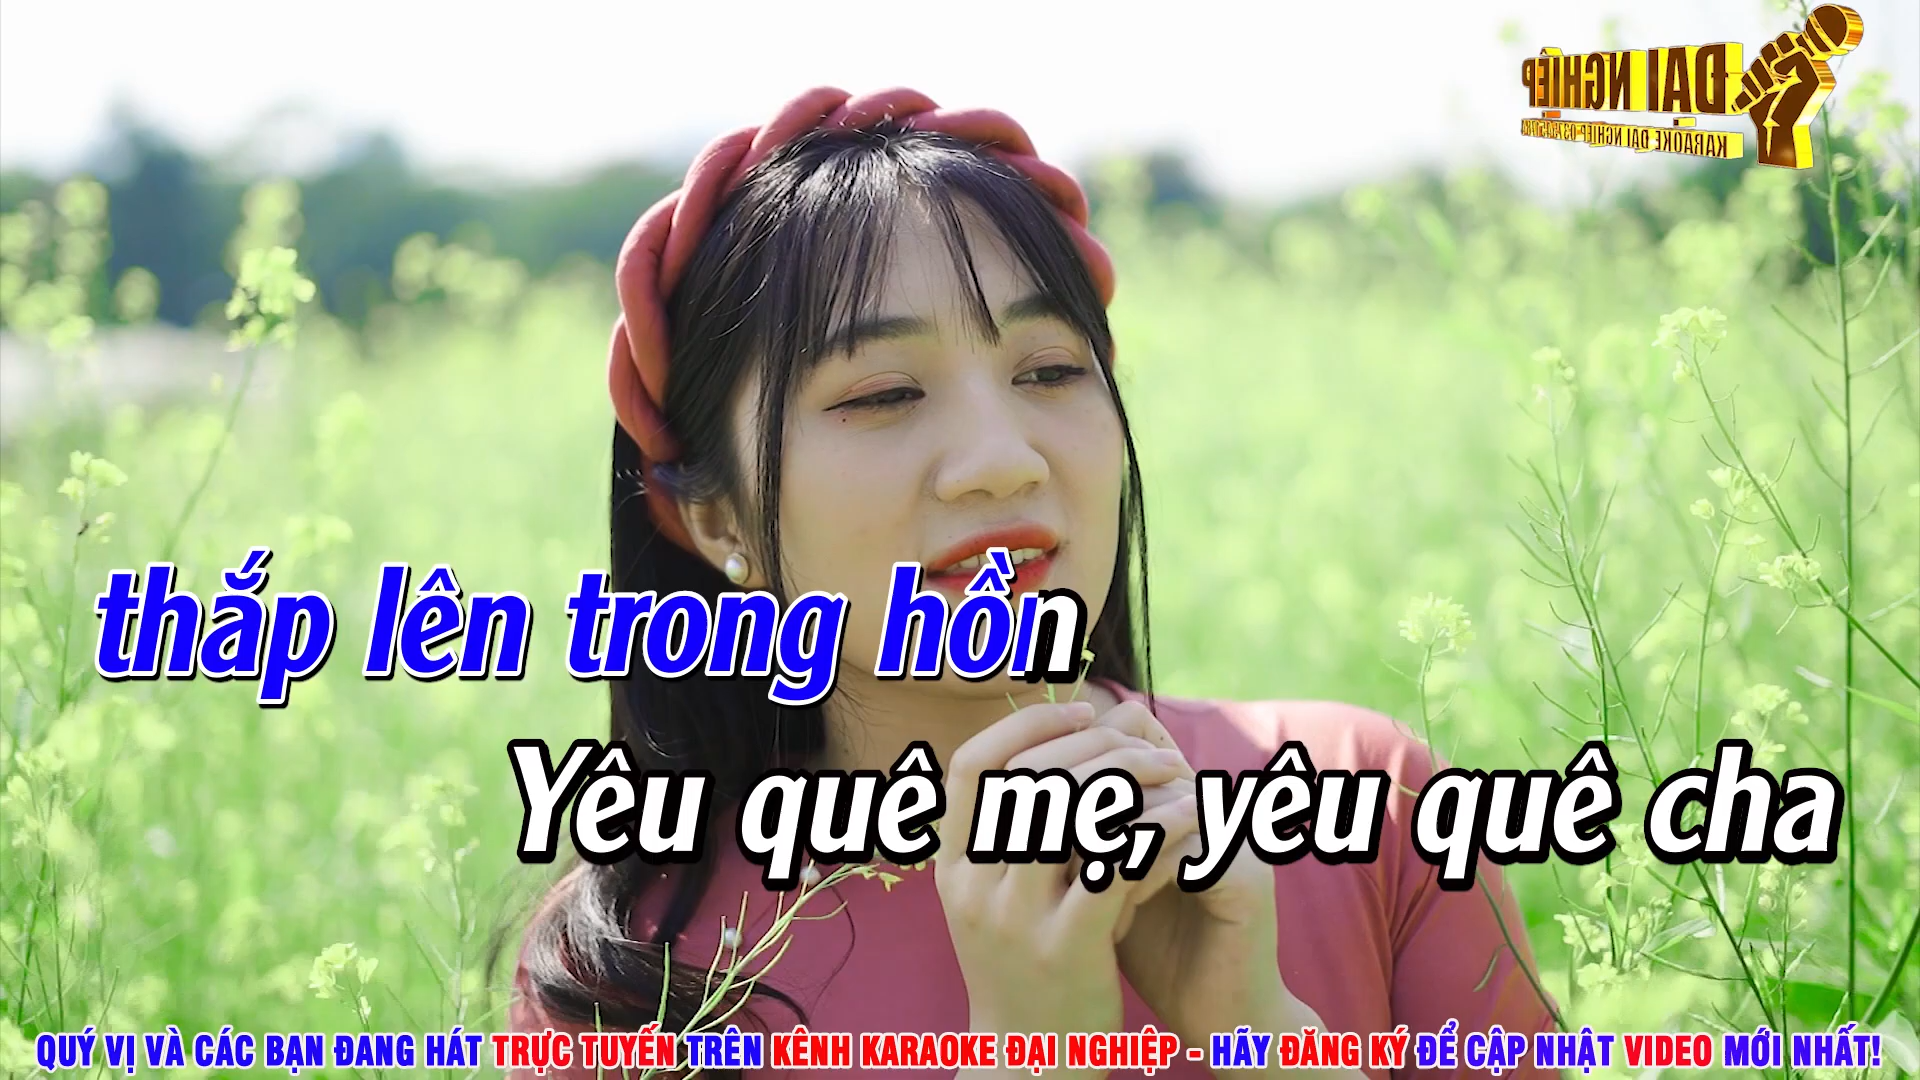 ĐẠI NGHIỆP
thắp lên trong hồn
Yêu quê mẹ, yêu quê cha
QUÝ VỊ VÀ CÁC BẠN ĐANG HÁT TRỰC TUYẾN TRÊN KÊNH KARAOKE ĐẠI NGHIỆP - HÃY ĐĂNG KÝ ĐỂ CẬP NHẬT VIDEO MỚI NHẤT!